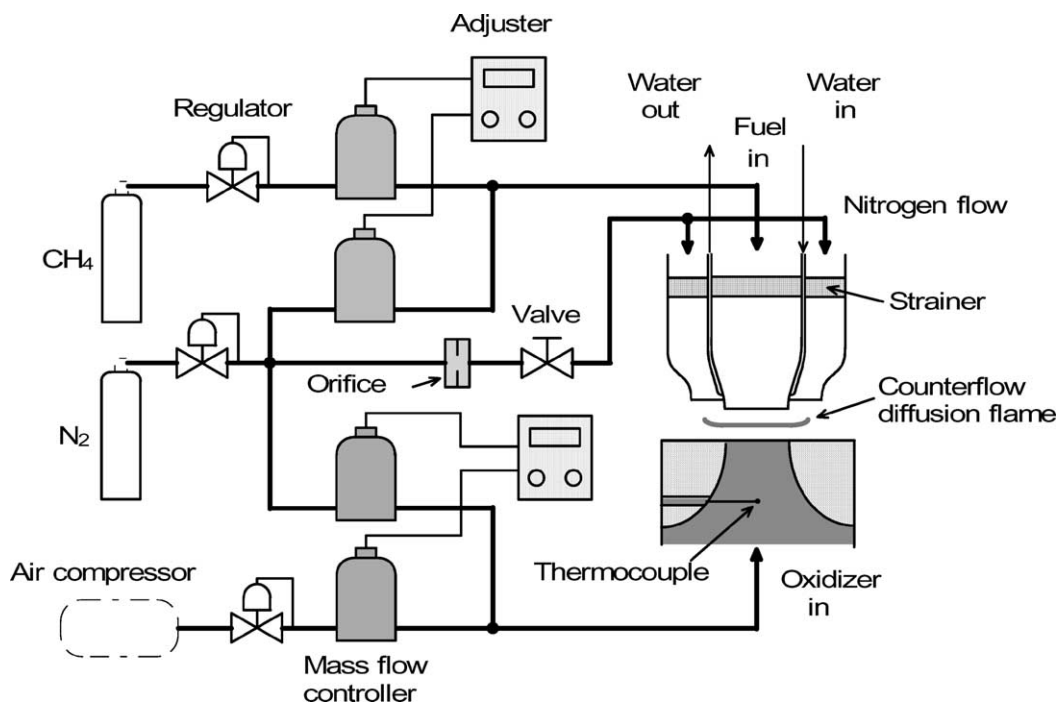 Adjuster
Regulator
Water
out
Water
in
Fuel
in
Nitrogen flow
CH₄
Strainer
Valve
Orifice
Counterflow
diffusion flame
N₂
Air compressor
Thermocouple
Oxidizer
in
Mass flow
controller